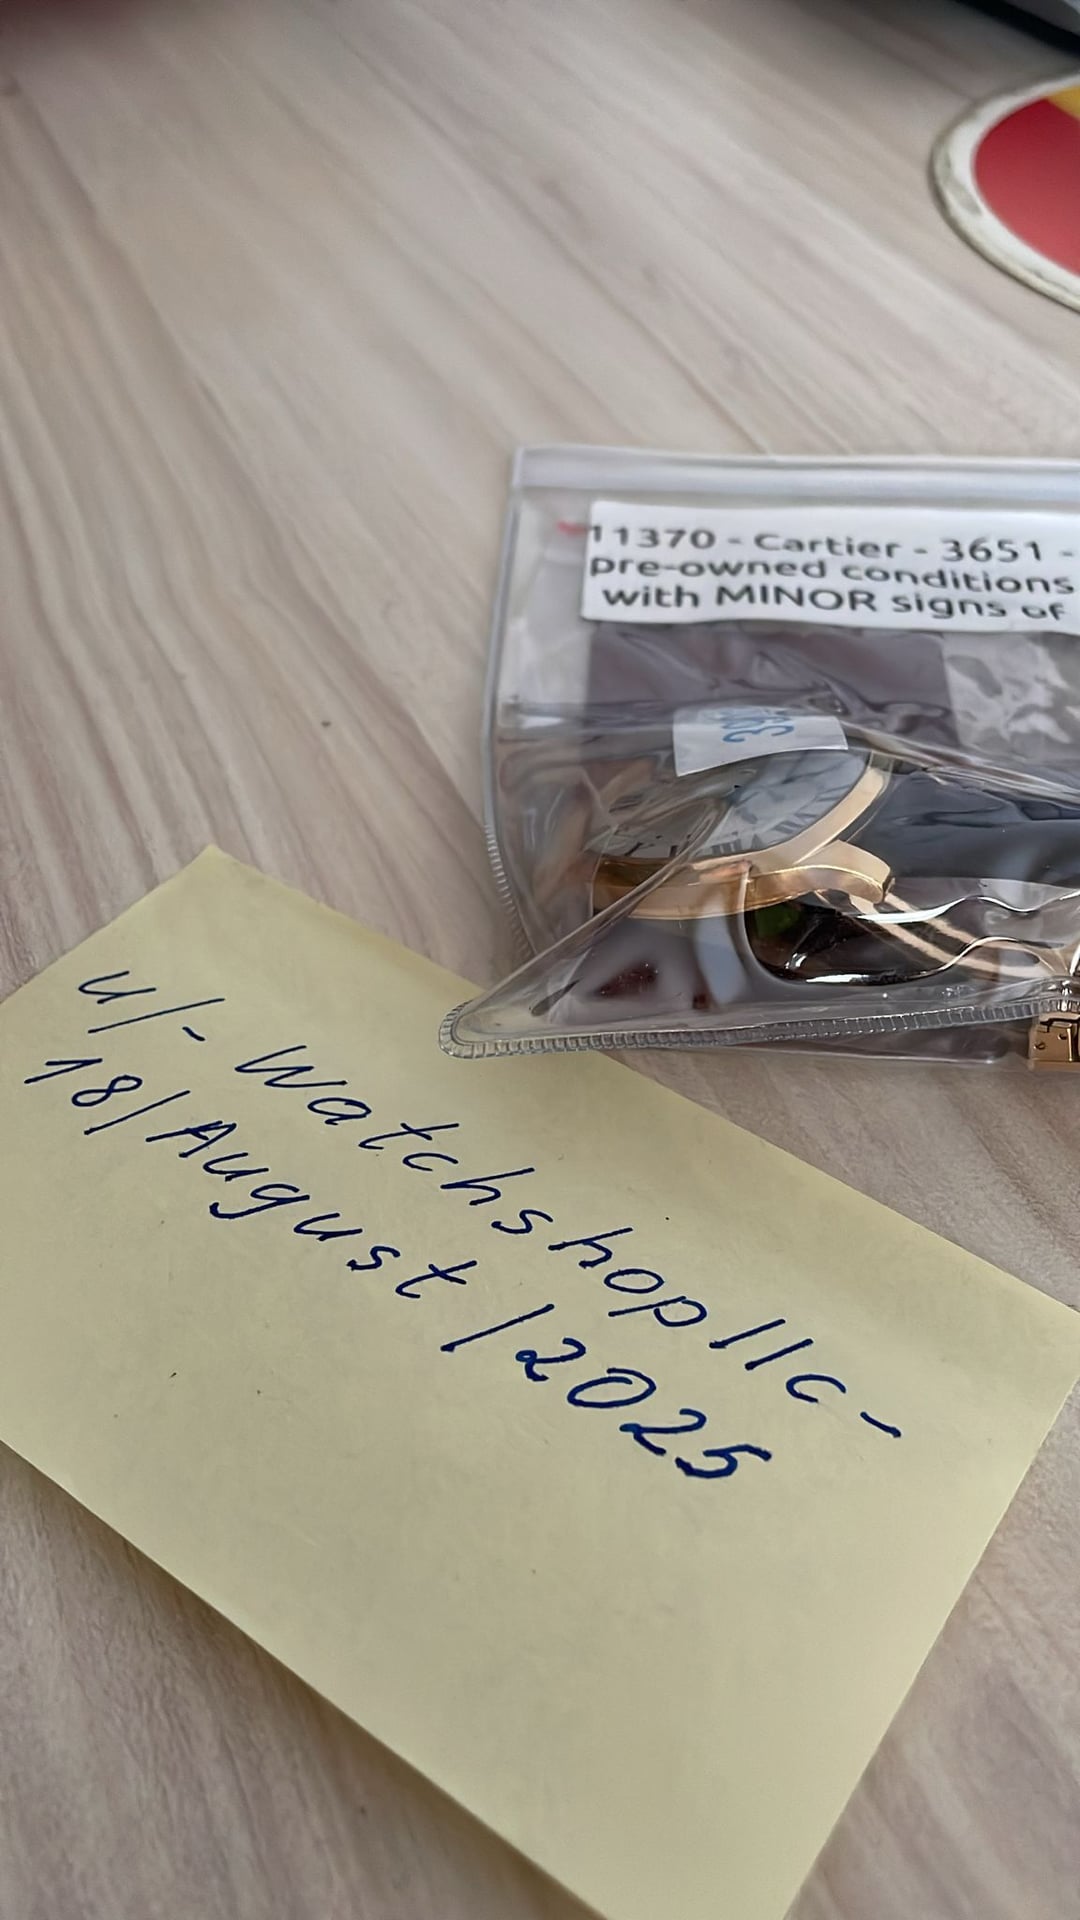 11370 - Cartier - 3651 -
pre-owned conditions
with MINOR signs of
u/- Watchshopllc -
18/August/2025